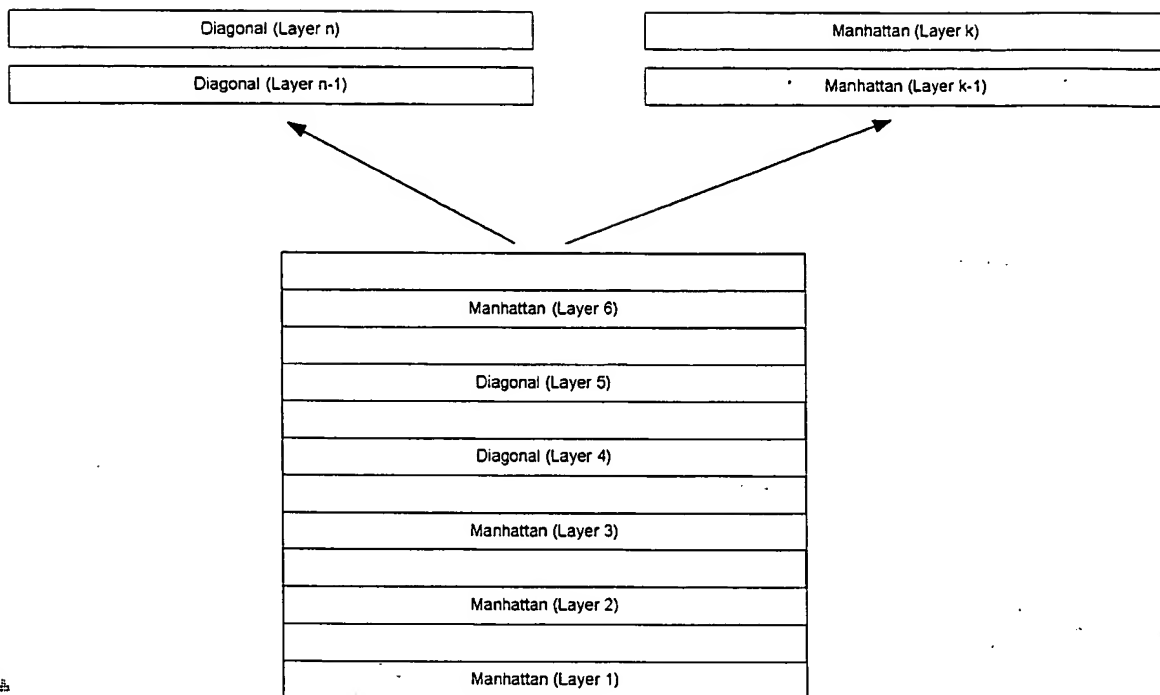 Diagonal (Layer n)
Manhattan (Layer k)
Diagonal (Layer n-1)
Manhattan (Layer k-1)
Manhattan (Layer 6)
Diagonal (Layer 5)
Diagonal (Layer 4)
Manhattan (Layer 3)
Manhattan (Layer 2)
Manhattan (Layer 1)